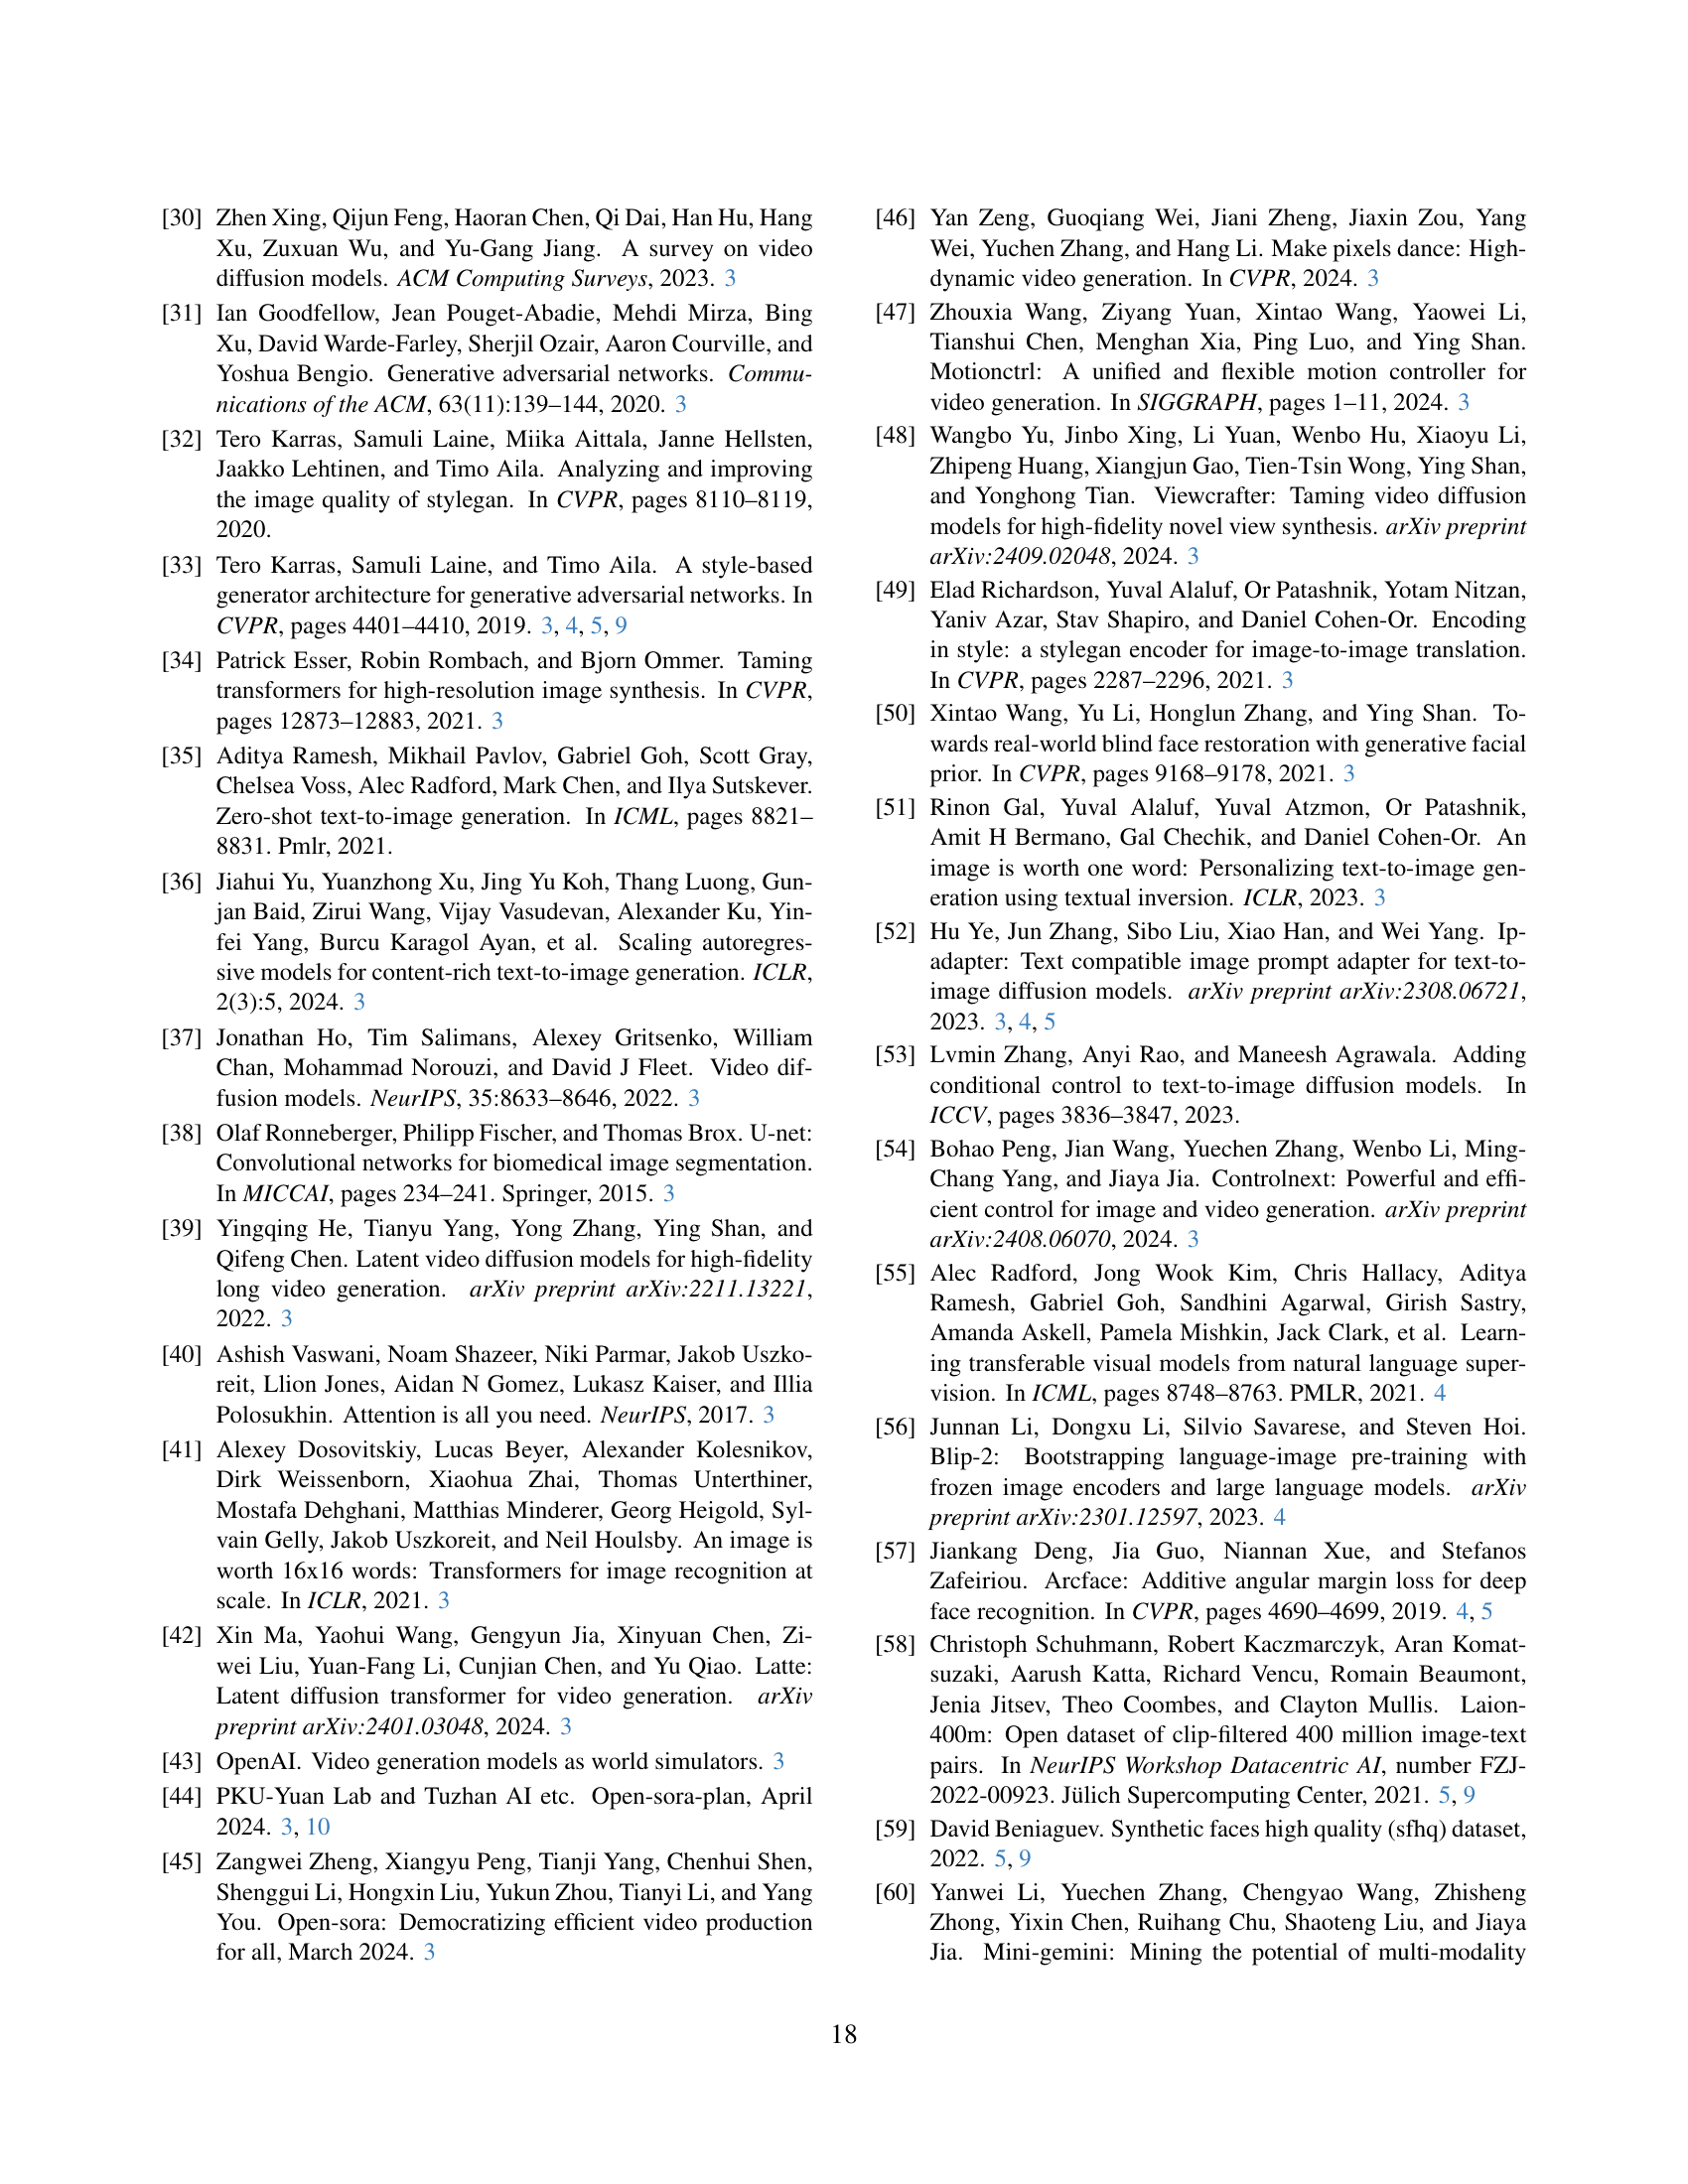 [30] Zhen Xing, Qijun Feng, Haoran Chen, Qi Dai, Han Hu, Hang
Xu, Zuxuan Wu, and Yu-Gang Jiang. A survey on video
diffusion models. ACM Computing Surveys, 2023. 3
[31] Ian Goodfellow, Jean Pouget-Abadie, Mehdi Mirza, Bing
Xu, David Warde-Farley, Sherjil Ozair, Aaron Courville, and
Yoshua Bengio. Generative adversarial networks. Commu-
nications of the ACM, 63(11):139–144, 2020. 3
[32] Tero Karras, Samuli Laine, Miika Aittala, Janne Hellsten,
Jaakko Lehtinen, and Timo Aila. Analyzing and improving
the image quality of stylegan. In CVPR, pages 8110–8119,
2020.
[33] Tero Karras, Samuli Laine, and Timo Aila. A style-based
generator architecture for generative adversarial networks. In
CVPR, pages 4401–4410, 2019. 3, 4, 5, 9
[34] Patrick Esser, Robin Rombach, and Bjorn Ommer. Taming
transformers for high-resolution image synthesis. In CVPR,
pages 12873–12883, 2021. 3
[35] Aditya Ramesh, Mikhail Pavlov, Gabriel Goh, Scott Gray,
Chelsea Voss, Alec Radford, Mark Chen, and Ilya Sutskever.
Zero-shot text-to-image generation. In ICML, pages 8821–
8831. Pmlr, 2021.
[36] Jiahui Yu, Yuanzhong Xu, Jing Yu Koh, Thang Luong, Gun-
jan Baid, Zirui Wang, Vijay Vasudevan, Alexander Ku, Yin-
fei Yang, Burcu Karagol Ayan, et al. Scaling autoregres-
sive models for content-rich text-to-image generation. ICLR,
2(3):5, 2024. 3
[37] Jonathan Ho, Tim Salimans, Alexey Gritsenko, William
Chan, Mohammad Norouzi, and David J Fleet. Video dif-
fusion models. NeurIPS, 35:8633–8646, 2022. 3
[38] Olaf Ronneberger, Philipp Fischer, and Thomas Brox. U-net:
Convolutional networks for biomedical image segmentation.
In MICCAI, pages 234–241. Springer, 2015. 3
[39] Yingqing He, Tianyu Yang, Yong Zhang, Ying Shan, and
Qifeng Chen. Latent video diffusion models for high-fidelity
long video generation. arXiv preprint arXiv:2211.13221,
2022. 3
[40] Ashish Vaswani, Noam Shazeer, Niki Parmar, Jakob Uszko-
reit, Llion Jones, Aidan N Gomez, Lukasz Kaiser, and Illia
Polosukhin. Attention is all you need. NeurIPS, 2017. 3
[41] Alexey Dosovitskiy, Lucas Beyer, Alexander Kolesnikov,
Dirk Weissenborn, Xiaohua Zhai, Thomas Unterthiner,
Mostafa Dehghani, Matthias Minderer, Georg Heigold, Syl-
vain Gelly, Jakob Uszkoreit, and Neil Houlsby. An image is
worth 16x16 words: Transformers for image recognition at
scale. In ICLR, 2021. 3
[42] Xin Ma, Yaohui Wang, Gengyun Jia, Xinyuan Chen, Zi-
wei Liu, Yuan-Fang Li, Cunjian Chen, and Yu Qiao. Latte:
Latent diffusion transformer for video generation. arXiv
preprint arXiv:2401.03048, 2024. 3
[43] OpenAI. Video generation models as world simulators. 3
[44] PKU-Yuan Lab and Tuzhan AI etc. Open-sora-plan, April
2024. 3, 10
[45] Zangwei Zheng, Xiangyu Peng, Tianji Yang, Chenhui Shen,
Shenggui Li, Hongxin Liu, Yukun Zhou, Tianyi Li, and Yang
You. Open-sora: Democratizing efficient video production
for all, March 2024. 3
[46] Yan Zeng, Guoqiang Wei, Jiani Zheng, Jiaxin Zou, Yang
Wei, Yuchen Zhang, and Hang Li. Make pixels dance: High-
dynamic video generation. In CVPR, 2024. 3
[47] Zhouxia Wang, Ziyang Yuan, Xintao Wang, Yaowei Li,
Tianshui Chen, Menghan Xia, Ping Luo, and Ying Shan.
Motionctrl: A unified and flexible motion controller for
video generation. In SIGGRAPH, pages 1–11, 2024. 3
[48] Wangbo Yu, Jinbo Xing, Li Yuan, Wenbo Hu, Xiaoyu Li,
Zhipeng Huang, Xiangjun Gao, Tien-Tsin Wong, Ying Shan,
and Yonghong Tian. Viewcrafter: Taming video diffusion
models for high-fidelity novel view synthesis. arXiv preprint
arXiv:2409.02048, 2024. 3
[49] Elad Richardson, Yuval Alaluf, Or Patashnik, Yotam Nitzan,
Yaniv Azar, Stav Shapiro, and Daniel Cohen-Or. Encoding
in style: a stylegan encoder for image-to-image translation.
In CVPR, pages 2287–2296, 2021. 3
[50] Xintao Wang, Yu Li, Honglun Zhang, and Ying Shan. To-
wards real-world blind face restoration with generative facial
prior. In CVPR, pages 9168–9178, 2021. 3
[51] Rinon Gal, Yuval Alaluf, Yuval Atzmon, Or Patashnik,
Amit H Bermano, Gal Chechik, and Daniel Cohen-Or. An
image is worth one word: Personalizing text-to-image gen-
eration using textual inversion. ICLR, 2023. 3
[52] Hu Ye, Jun Zhang, Sibo Liu, Xiao Han, and Wei Yang. Ip-
adapter: Text compatible image prompt adapter for text-to-
image diffusion models. arXiv preprint arXiv:2308.06721,
2023. 3, 4, 5
[53] Lvmin Zhang, Anyi Rao, and Maneesh Agrawala. Adding
conditional control to text-to-image diffusion models. In
ICCV, pages 3836–3847, 2023.
[54] Bohao Peng, Jian Wang, Yuechen Zhang, Wenbo Li, Ming-
Chang Yang, and Jiaya Jia. Controlnext: Powerful and effi-
cient control for image and video generation. arXiv preprint
arXiv:2408.06070, 2024. 3
[55] Alec Radford, Jong Wook Kim, Chris Hallacy, Aditya
Ramesh, Gabriel Goh, Sandhini Agarwal, Girish Sastry,
Amanda Askell, Pamela Mishkin, Jack Clark, et al. Learn-
ing transferable visual models from natural language super-
vision. In ICML, pages 8748–8763. PMLR, 2021. 4
[56] Junnan Li, Dongxu Li, Silvio Savarese, and Steven Hoi.
Blip-2: Bootstrapping language-image pre-training with
frozen image encoders and large language models. arXiv
preprint arXiv:2301.12597, 2023. 4
[57] Jiankang Deng, Jia Guo, Niannan Xue, and Stefanos
Zafeiriou. Arcface: Additive angular margin loss for deep
face recognition. In CVPR, pages 4690–4699, 2019. 4, 5
[58] Christoph Schuhmann, Robert Kaczmarczyk, Aran Komat-
suzaki, Aarush Katta, Richard Vencu, Romain Beaumont,
Jenia Jitsev, Theo Coombes, and Clayton Mullis. Laion-
400m: Open dataset of clip-filtered 400 million image-text
pairs. In NeurIPS Workshop Datacentric AI, number FZJ-
2022-00923. Jülich Supercomputing Center, 2021. 5, 9
[59] David Beniaguev. Synthetic faces high quality (sfhq) dataset,
2022. 5, 9
[60] Yanwei Li, Yuechen Zhang, Chengyao Wang, Zhisheng
Zhong, Yixin Chen, Ruihang Chu, Shaoteng Liu, and Jiaya
Jia. Mini-gemini: Mining the potential of multi-modality
18